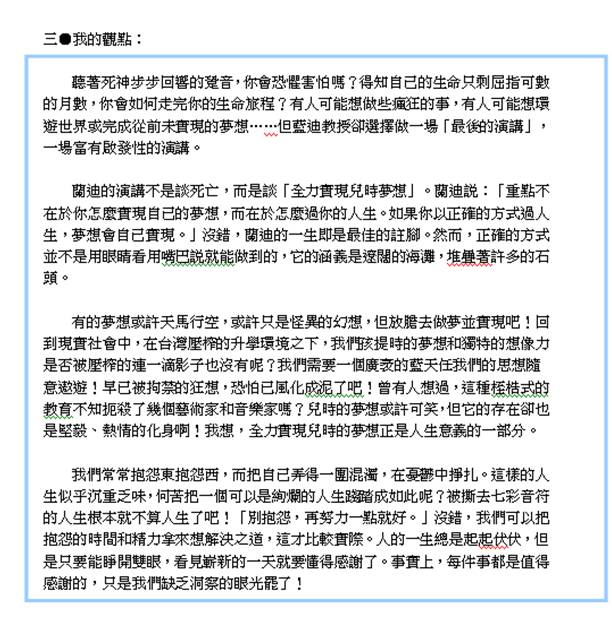 三●我的觀點：
聽著死神步步回響的跫音，你會恐懼害怕嗎？得知自己的生命只剩屈指可數
的月數，你會如何走完你的生命旅程？有人可能想做些瘋狂的事，有人可能想環
遊世界或完成從前未實現的夢想……但藍迪教授卻選擇做一場「最後的演講」，
一場富有啟發性的演講。
蘭迪的演講不是談死亡，而是談「全力實現兒時夢想」。蘭迪說：「重點不
在於你怎麼實現自己的夢想，而在於怎麼過你的人生。如果你以正確的方式過人
生，夢想會自己實現。」沒錯，蘭迪的一生即是最佳的註腳。然而，正確的方式
並不是用眼睛看用嘴巴說就能做到的，它的涵義是遼闊的海灘，堆疊著許多的石
頭。
有的夢想或許天馬行空，或許只是怪異的幻想，但放膽去做夢並實現吧！回
到現實社會中，在台灣壓榨的升學環境之下，我們孩提時的夢想和獨特的想像力
是否被壓榨的連一滴影子也沒有呢？我們需要一個廣袤的藍天任我們的思想隨
意遨遊！早已被拘禁的狂想，恐怕已風化成泥了吧！曾有人想過，這種桎梏式的
教育不知扼殺了幾個藝術家和音樂家嗎？兒時的夢想或許可笑，但它的存在卻也
是堅毅、熱情的化身啊！我想，全力實現兒時的夢想正是人生意義的一部分。
我們常常抱怨東抱怨西，而把自己弄得一團混濁，在憂鬱中掙扎。這樣的人
生似乎沉重乏味，何苦把一個可以是絢爛的人生踐踏成如此呢？被撕去七彩音符
的人生根本就不算人生了吧！「別抱怨，再努力一點就好。」沒錯，我們可以把
抱怨的時間和精力拿來想解決之道，這才比較實際。人的一生總是起起伏伏，但
是只要能睜開雙眼，看見嶄新的一天就要懂得感謝了。事實上，每件事都是值得
感謝的，只是我們缺乏洞察的眼光罷了！